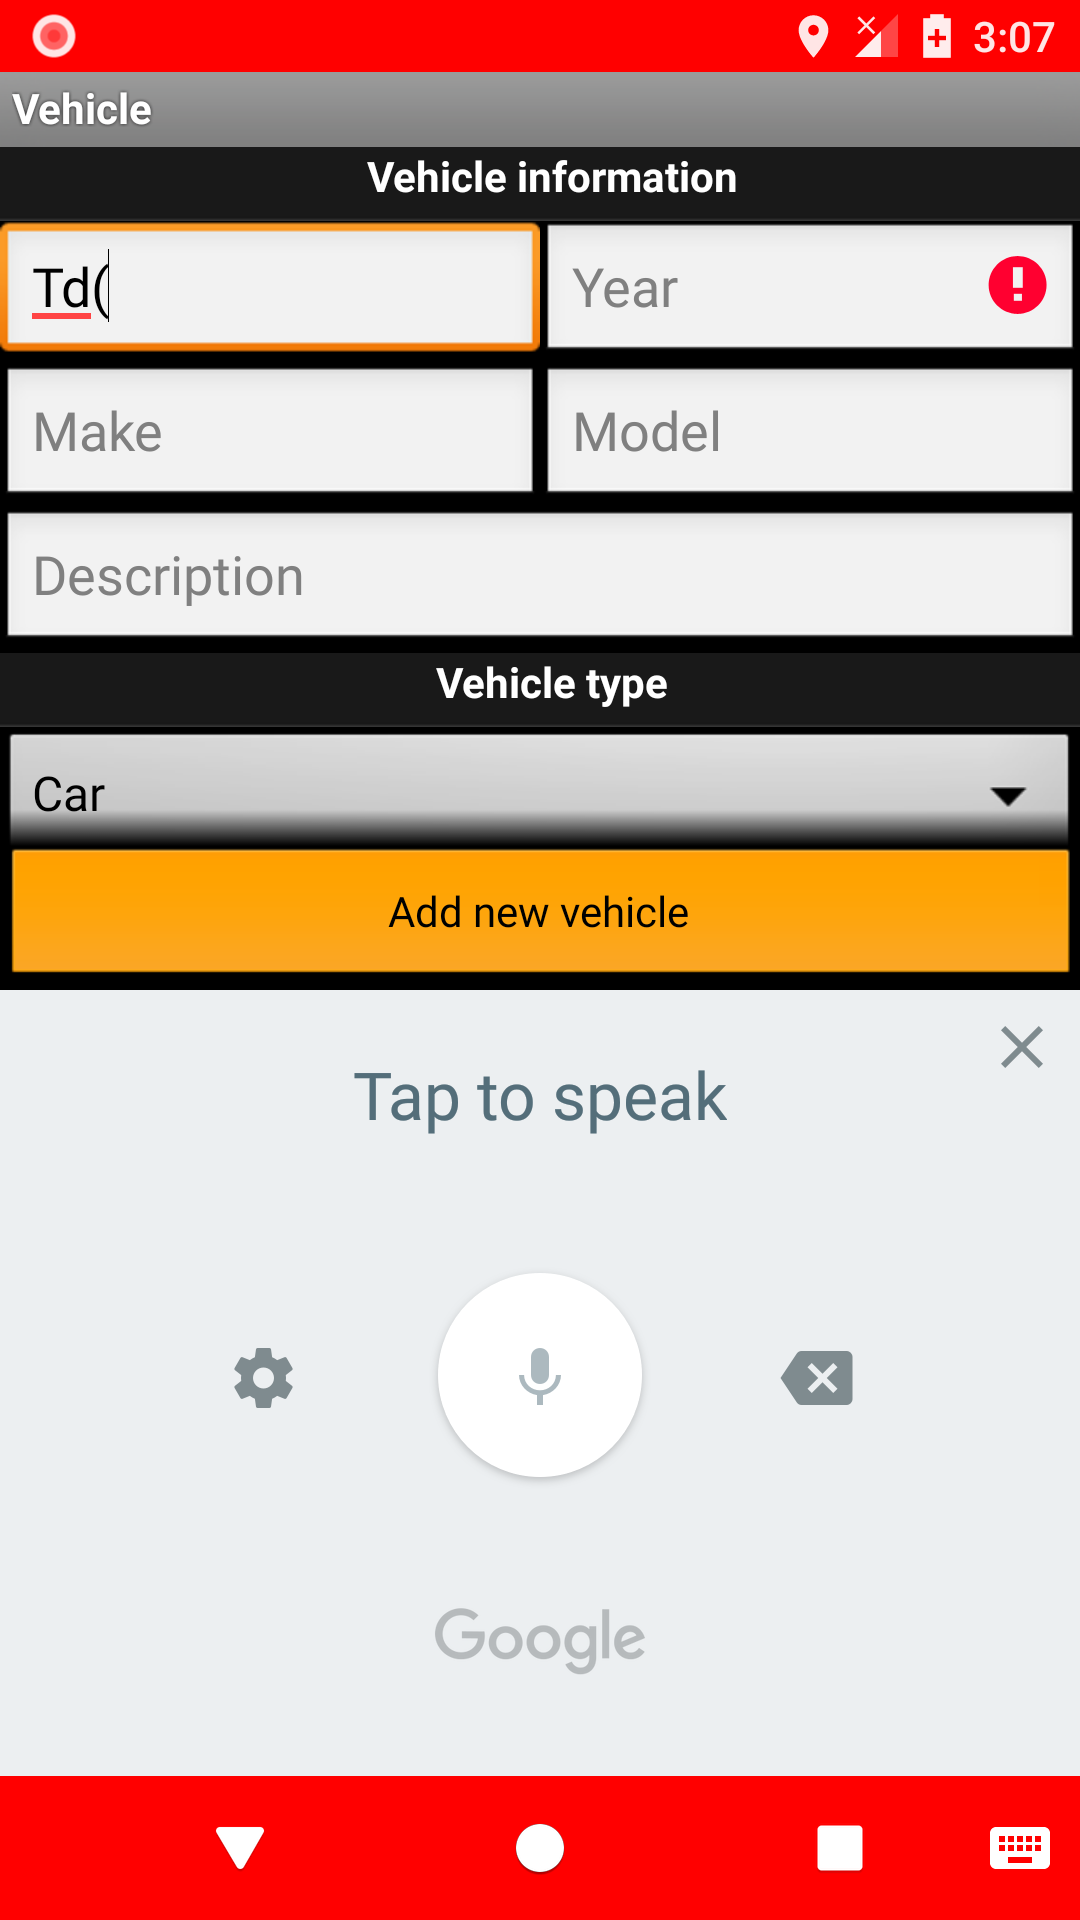 3:07
Vehicle
Vehicle information
Td(
Year
Make
Model
Description
Vehicle type
Car
Add new vehicle
Tap to speak
Google